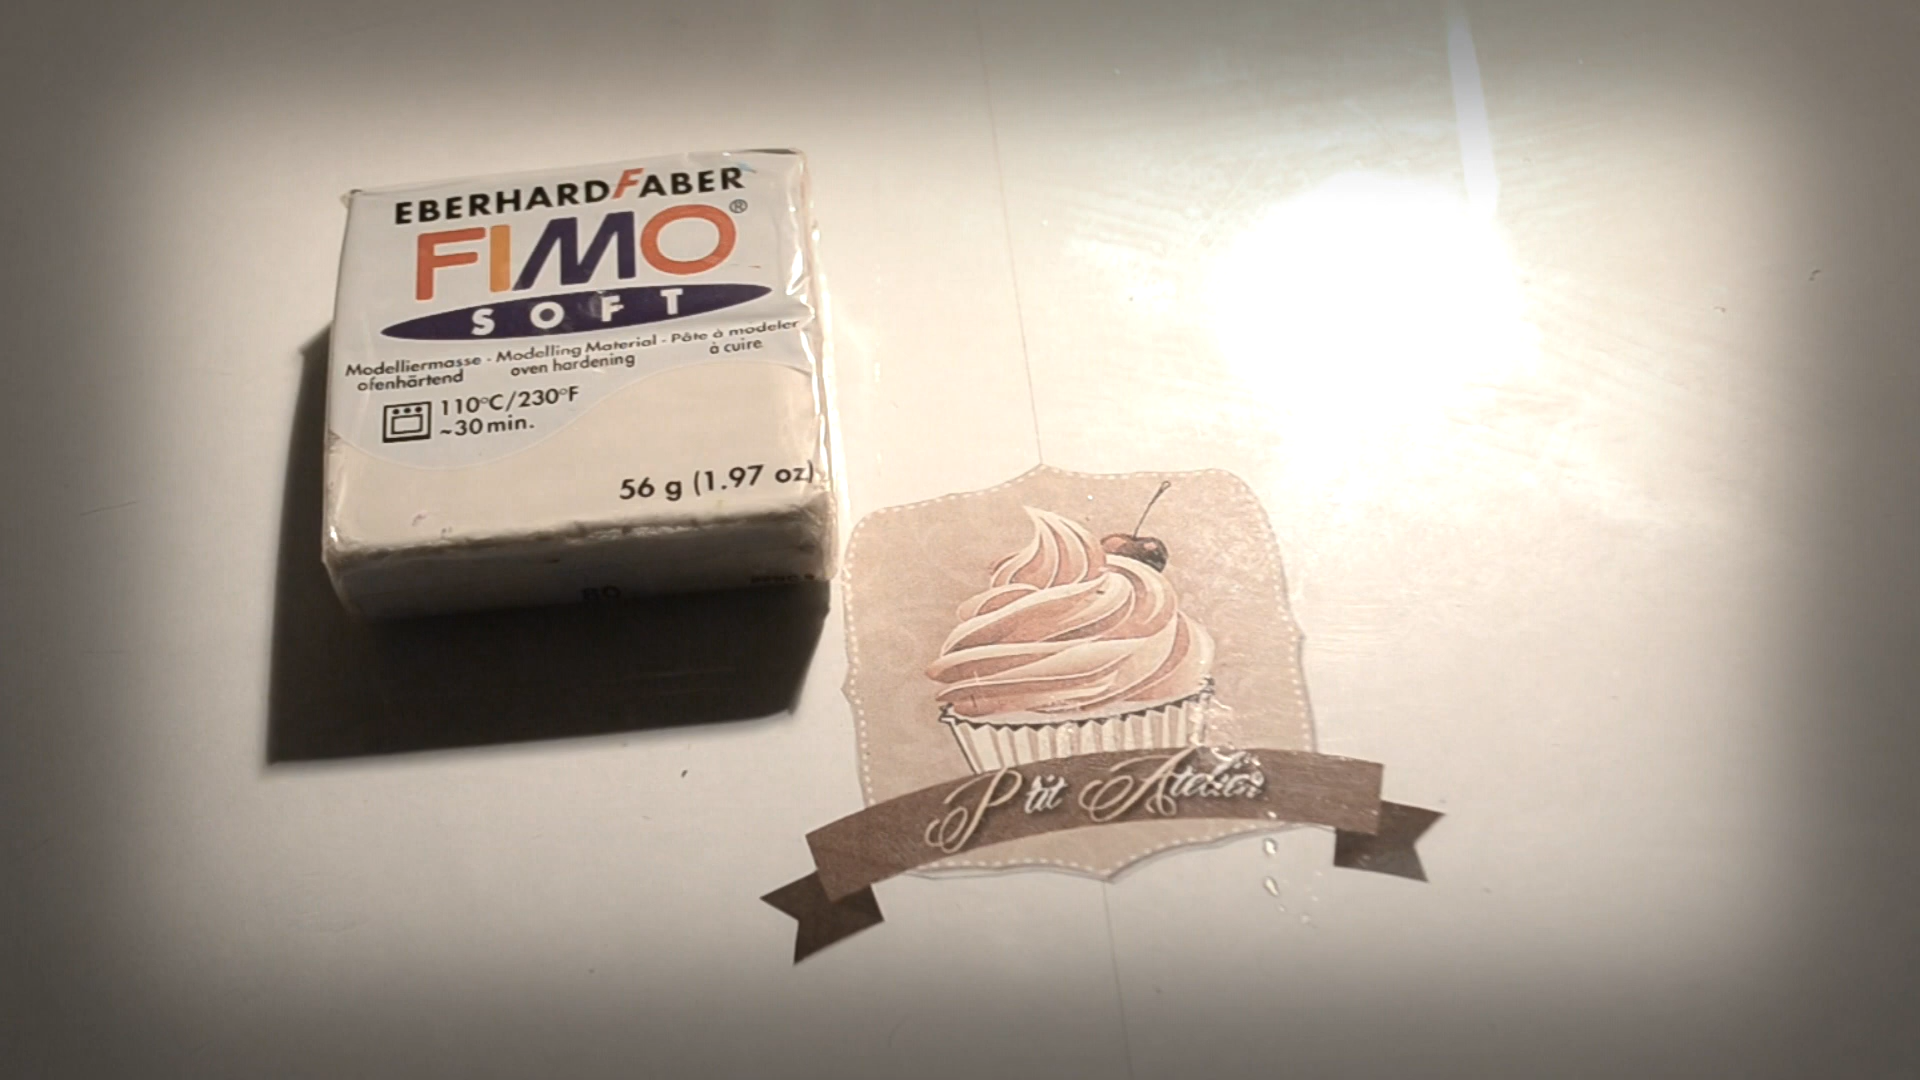 EBERHARDFABER
FIMO®
SOFT
Modelliermasse - Modelling Material - Pâte à modeler
ofenhärtend oven hardening à cuire
110°C/230°F
~30 min.
56 g (1.97 oz)
80
P'tit Atelier